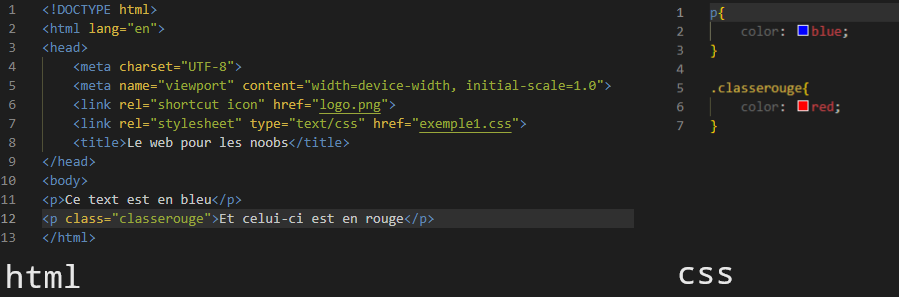 1 <!DOCTYPE html>
2 <html lang="en">
3 <head>
4 <meta charset="UTF-8">
5 <meta name="viewport" content="width=device-width, initial-scale=1.0">
6 <link rel="shortcut icon" href="logo.png">
7 <link rel="stylesheet" type="text/css" href="exemple1.css">
8 <title>Le web pour les noobs</title>
9 </head>
10 <body>
11 <p>Ce text est en bleu</p>
12 <p class="classerouge">Et celui-ci est en rouge</p>
13 </html>
html
1 p{
2 color: blue;
3 }
4
5 .classerouge{
6 color: red;
7 }
css